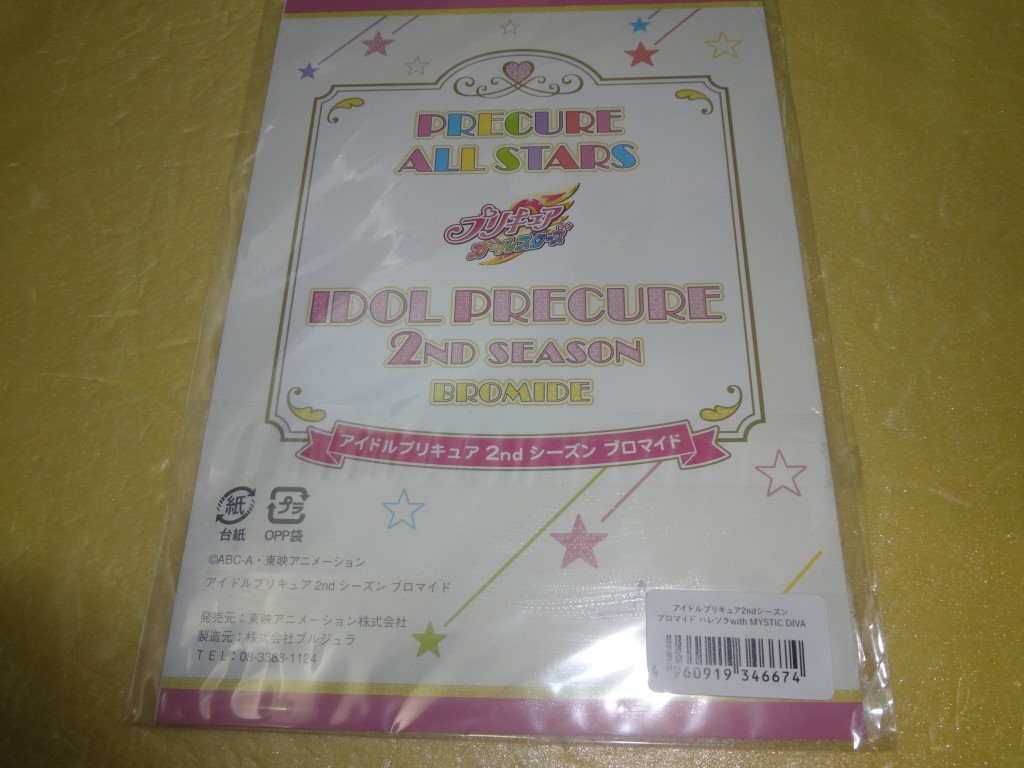 PRECURE
ALL STARS
プリキュア
オールスターズ
IDOL PRECURE
2ND SEASON
BROMIDE
アイドルプリキュア 2nd シーズン ブロマイド
紙 プラ
台紙 OPP袋
©ABC-A・東映アニメーション
アイドルプリキュア 2nd シーズン ブロマイド
発売元：東映アニメーション株式会社
製造元：株式会社ブルジュラ
TEL：03-3388-1124
アイドルプリキュア2ndシーズン
ブロマイド ハレソラwith MYSTIC DIVA
4 960919 346674